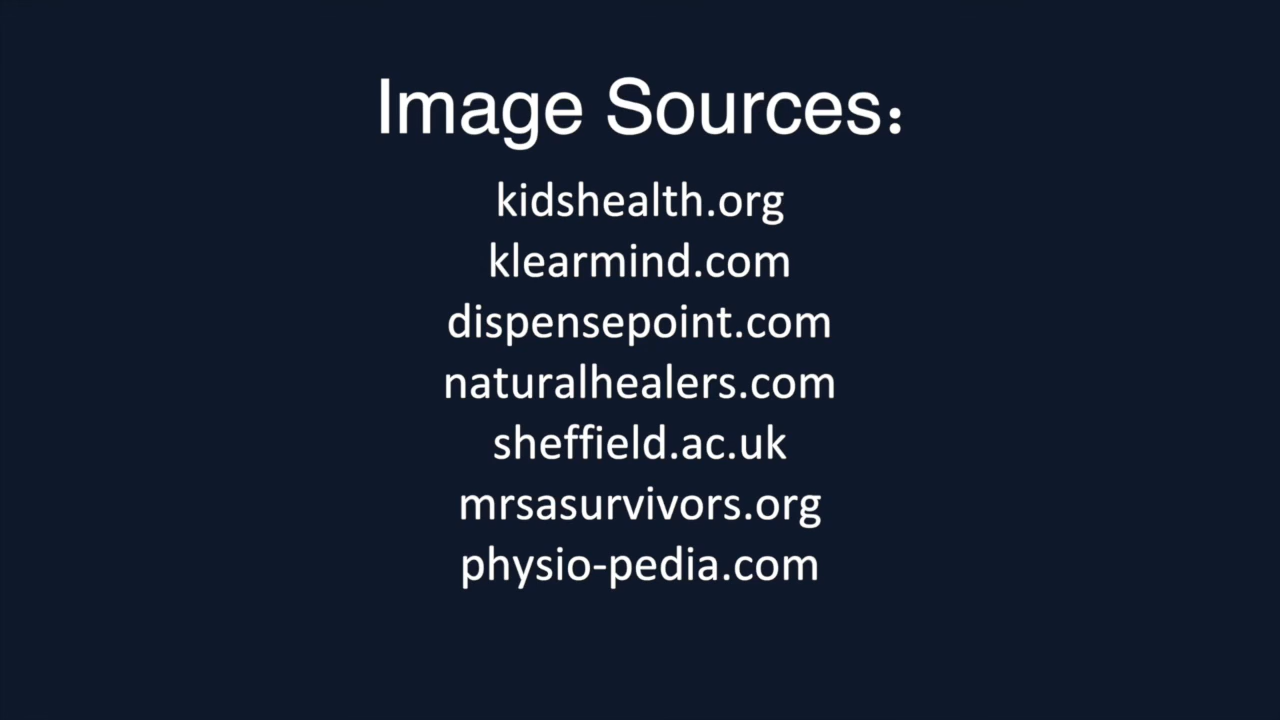 Image Sources:
kidshealth.org
klearmind.com
dispensepoint.com
naturalhealers.com
sheffield.ac.uk
mrsasurvivors.org
physio-pedia.com